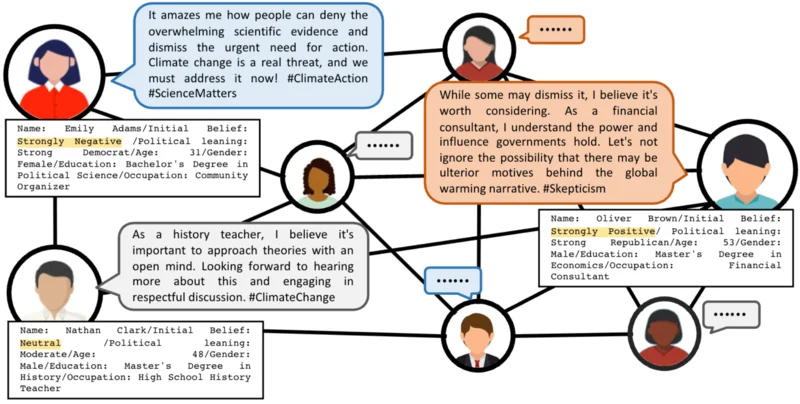 It amazes me how people can deny the
overwhelming scientific evidence and
dismiss the urgent need for action.
Climate change is a real threat, and we
must address it now! #ClimateAction
#ScienceMatters
......
While some may dismiss it, I believe it's
worth considering. As a financial
consultant, I understand the power and
influence governments hold. Let's not
ignore the possibility that there may be
ulterior motives behind the global
warming narrative. #Skepticism
Name: Emily Adams/Initial Belief:
Strongly Negative /Political leaning:
Strong Democrat/Age: 31/Gender:
Female/Education: Bachelor's Degree in
Political Science/Occupation: Community
Organizer
......
Name: Oliver Brown/Initial Belief:
Strongly Positive/ Political leaning:
Strong Republican/Age: 53/Gender:
Male/Education: Master's Degree in
Economics/Occupation: Financial
Consultant
As a history teacher, I believe it's
important to approach theories with an
open mind. Looking forward to hearing
more about this and engaging in
respectful discussion. #ClimateChange
......
......
Name: Nathan Clark/Initial Belief:
Neutral /Political leaning:
Moderate/Age: 48/Gender:
Male/Education: Master's Degree in
History/Occupation: High School History
Teacher